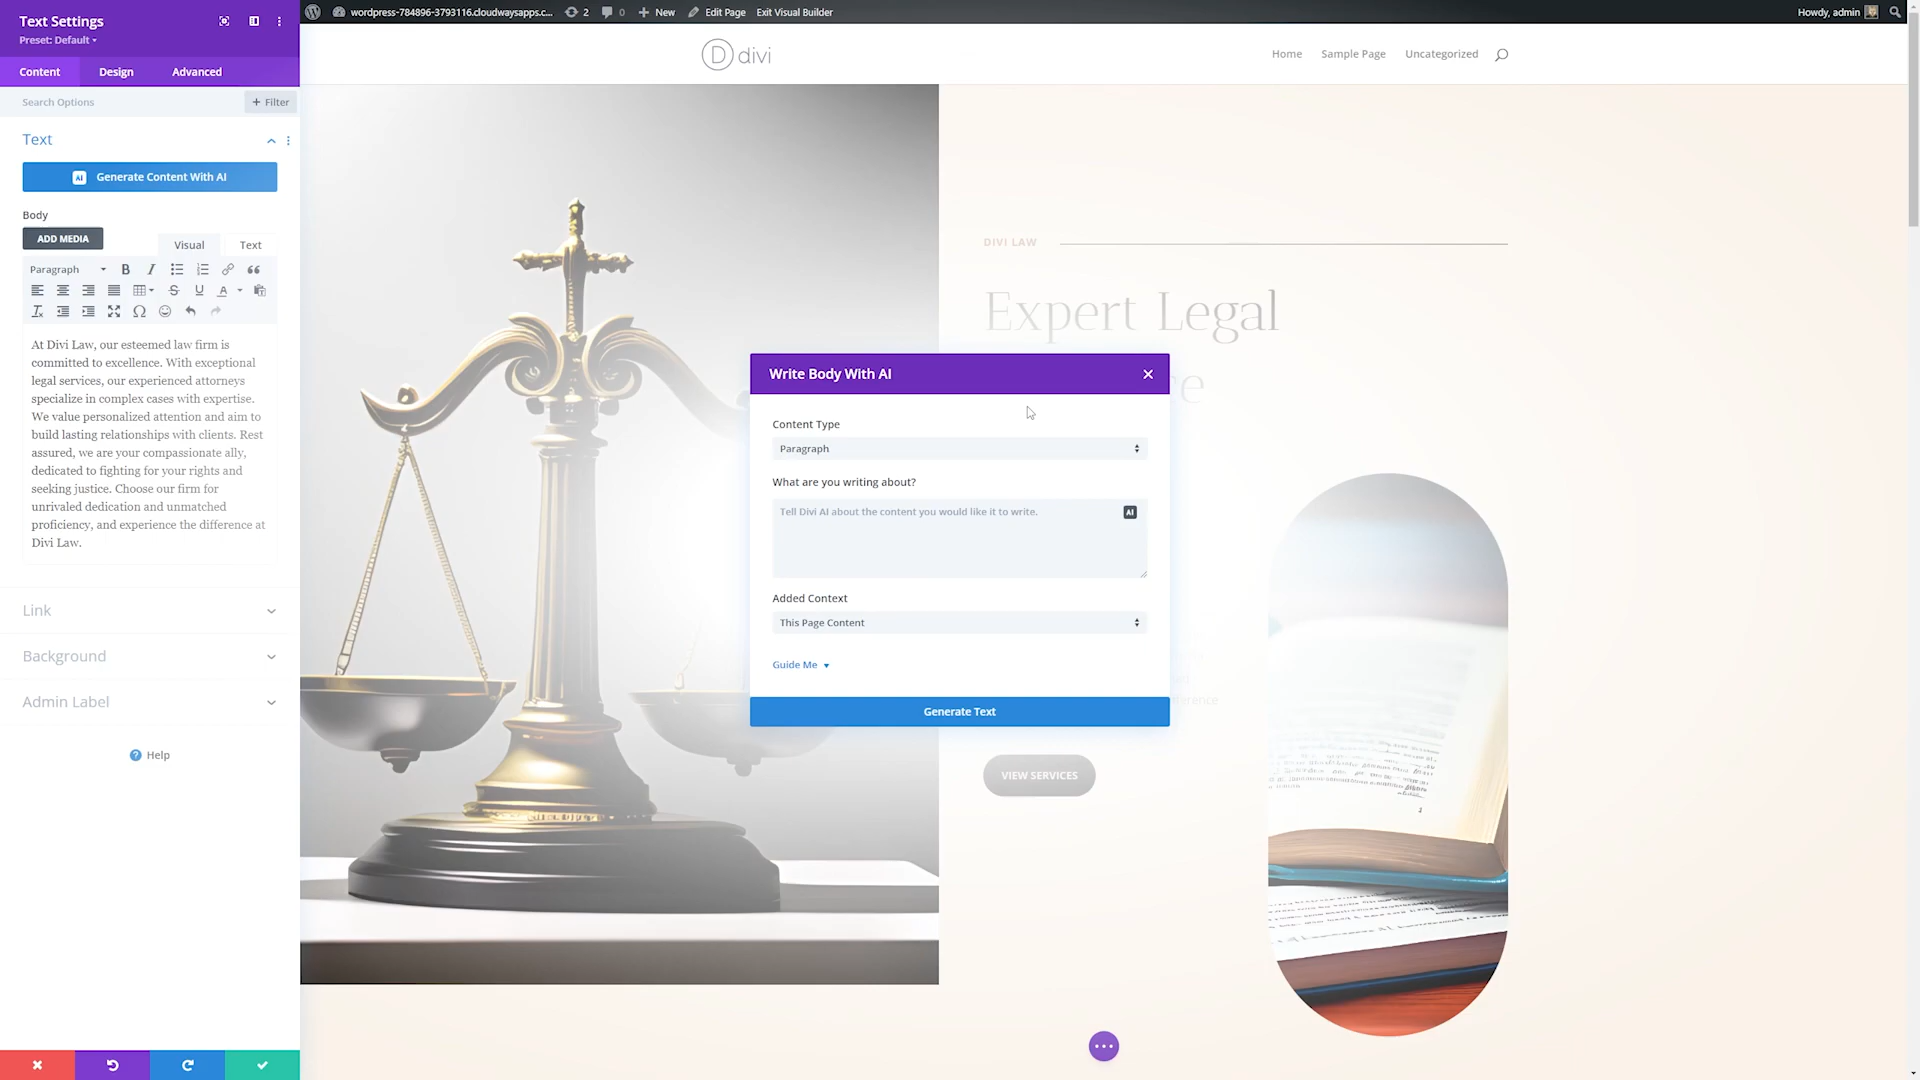 Text Settings
Preset: Default
Content Design Advanced
Search Options
+ Filter
Text
AI Generate Content With AI
Body
ADD MEDIA
Visual Text
Paragraph
At Divi Law, our esteemed law firm is
committed to excellence. With exceptional
legal services, our experienced attorneys
specialize in complex cases with expertise.
We value personalized attention and aim to
build lasting relationships with clients. Rest
assured, we are your compassionate ally,
dedicated to fighting for your rights and
seeking justice. Choose our firm for
unrivaled dedication and unmatched
proficiency, and experience the difference at
Divi Law.
Link
Background
Admin Label
Help
wordpress-784896-3793116.cloudwaysapps.c...
2
0
New
Edit Page
Exit Visual Builder
Howdy, admin
D divi
Home
Sample Page
Uncategorized
DIVI LAW
Expert Legal
Write Body With AI
Content Type
Paragraph
What are you writing about?
Tell Divi AI about the content you would like it to write.
AI
Added Context
This Page Content
Guide Me
Generate Text
VIEW SERVICES